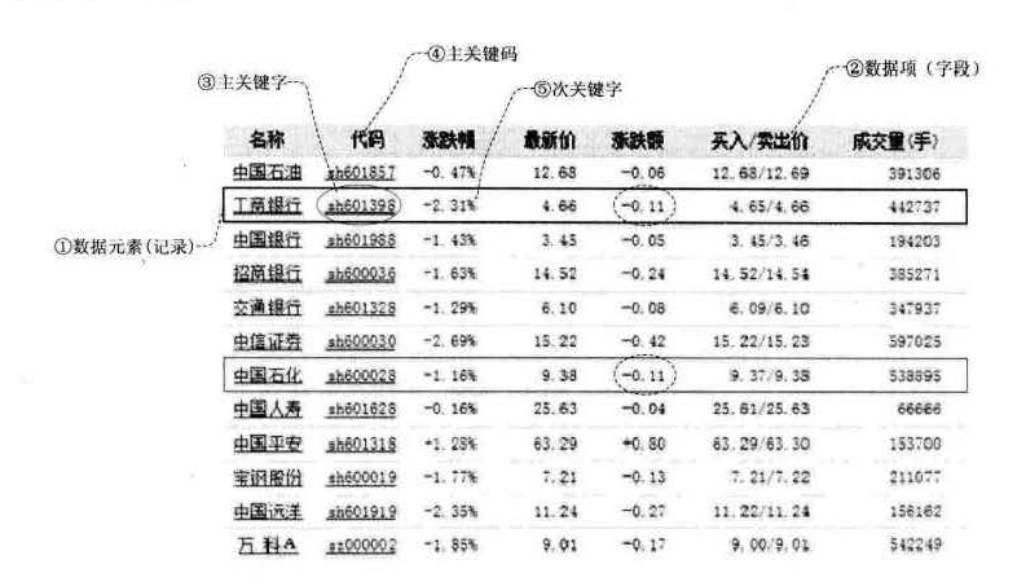 ④主关键码
③主关键字
②数据项（字段）
⑤次关键字
名称 代码 涨跌幅 最新价 涨跌额 买入/卖出价 成交量(手)
中国石油 sh601857 -0.47% 12.68 -0.06 12.68/12.69 391306
工商银行 sh601398 -2.31% 4.66 -0.11 4.65/4.66 442737
①数据元素(记录)
中国银行 sh601988 -1.43% 3.45 -0.05 3.45/3.46 194203
招商银行 sh600036 -1.63% 14.52 -0.24 14.52/14.54 385271
交通银行 sh601328 -1.29% 6.10 -0.08 6.09/6.10 347937
中信证券 sh600030 -2.69% 15.22 -0.42 15.22/15.23 597025
中国石化 sh600028 -1.16% 9.38 -0.11 9.37/9.38 538895
中国人寿 sh601628 -0.16% 25.63 -0.04 25.61/25.63 66666
中国平安 sh601318 +1.28% 63.29 +0.80 63.29/63.30 153700
宝钢股份 sh600019 -1.77% 7.21 -0.13 7.21/7.22 211077
中国远洋 sh601919 -2.35% 11.24 -0.27 11.22/11.24 156162
万 科A sz000002 -1.85% 9.01 -0.17 9.00/9.01 542249